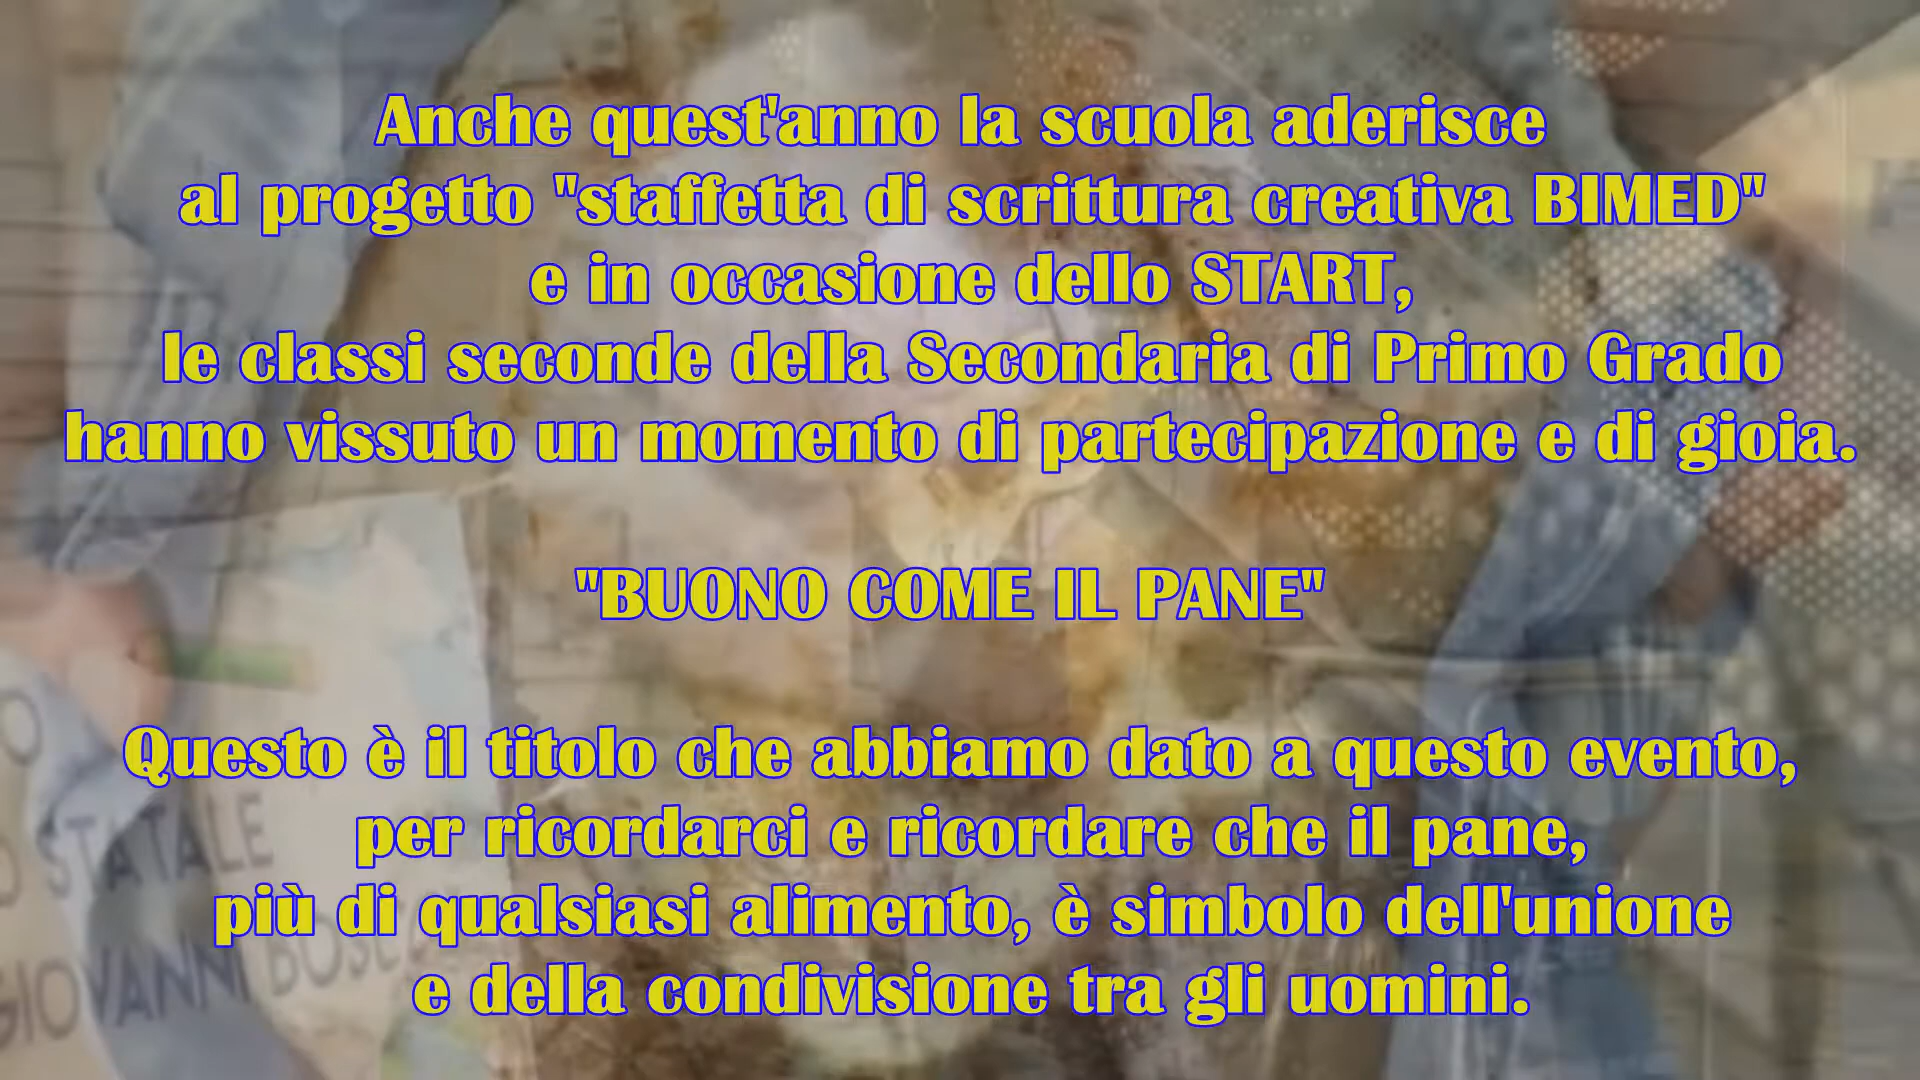 Anche quest'anno la scuola aderisce
al progetto "staffetta di scrittura creativa BIMED"
e in occasione dello START,
le classi seconde della Secondaria di Primo Grado
hanno vissuto un momento di partecipazione e di gioia.
"BUONO COME IL PANE"
Questo è il titolo che abbiamo dato a questo evento,
per ricordarci e ricordare che il pane,
più di qualsiasi alimento, è simbolo dell'unione
e della condivisione tra gli uomini.
STATALE
GIOVANNI BOSCO